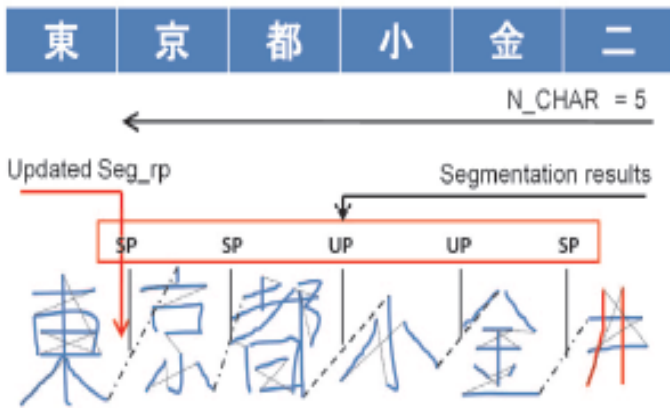 東 京 都 小 金 二
N_CHAR = 5
Updated Seg_rp
Segmentation results
SP SP UP UP SP
東京都小金井